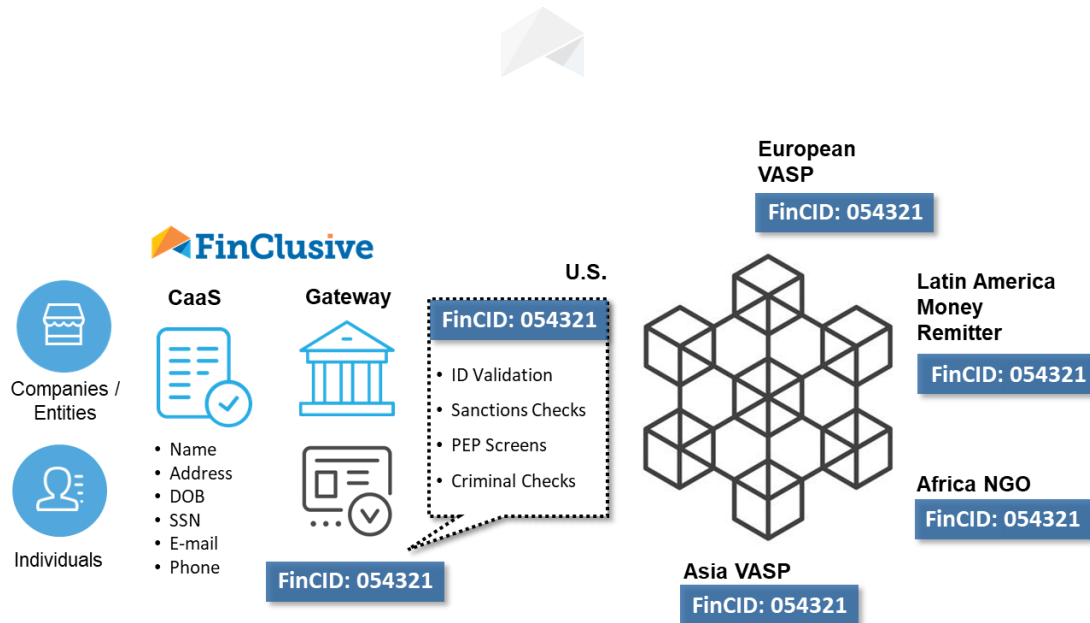 FinClusive
Companies /
Entities
Individuals
CaaS
• Name
• Address
• DOB
• SSN
• E-mail
• Phone
Gateway
FinCID: 054321
U.S.
FinCID: 054321
• ID Validation
• Sanctions Checks
• PEP Screens
• Criminal Checks
European
VASP
FinCID: 054321
Latin America
Money
Remitter
FinCID: 054321
Africa NGO
FinCID: 054321
Asia VASP
FinCID: 054321